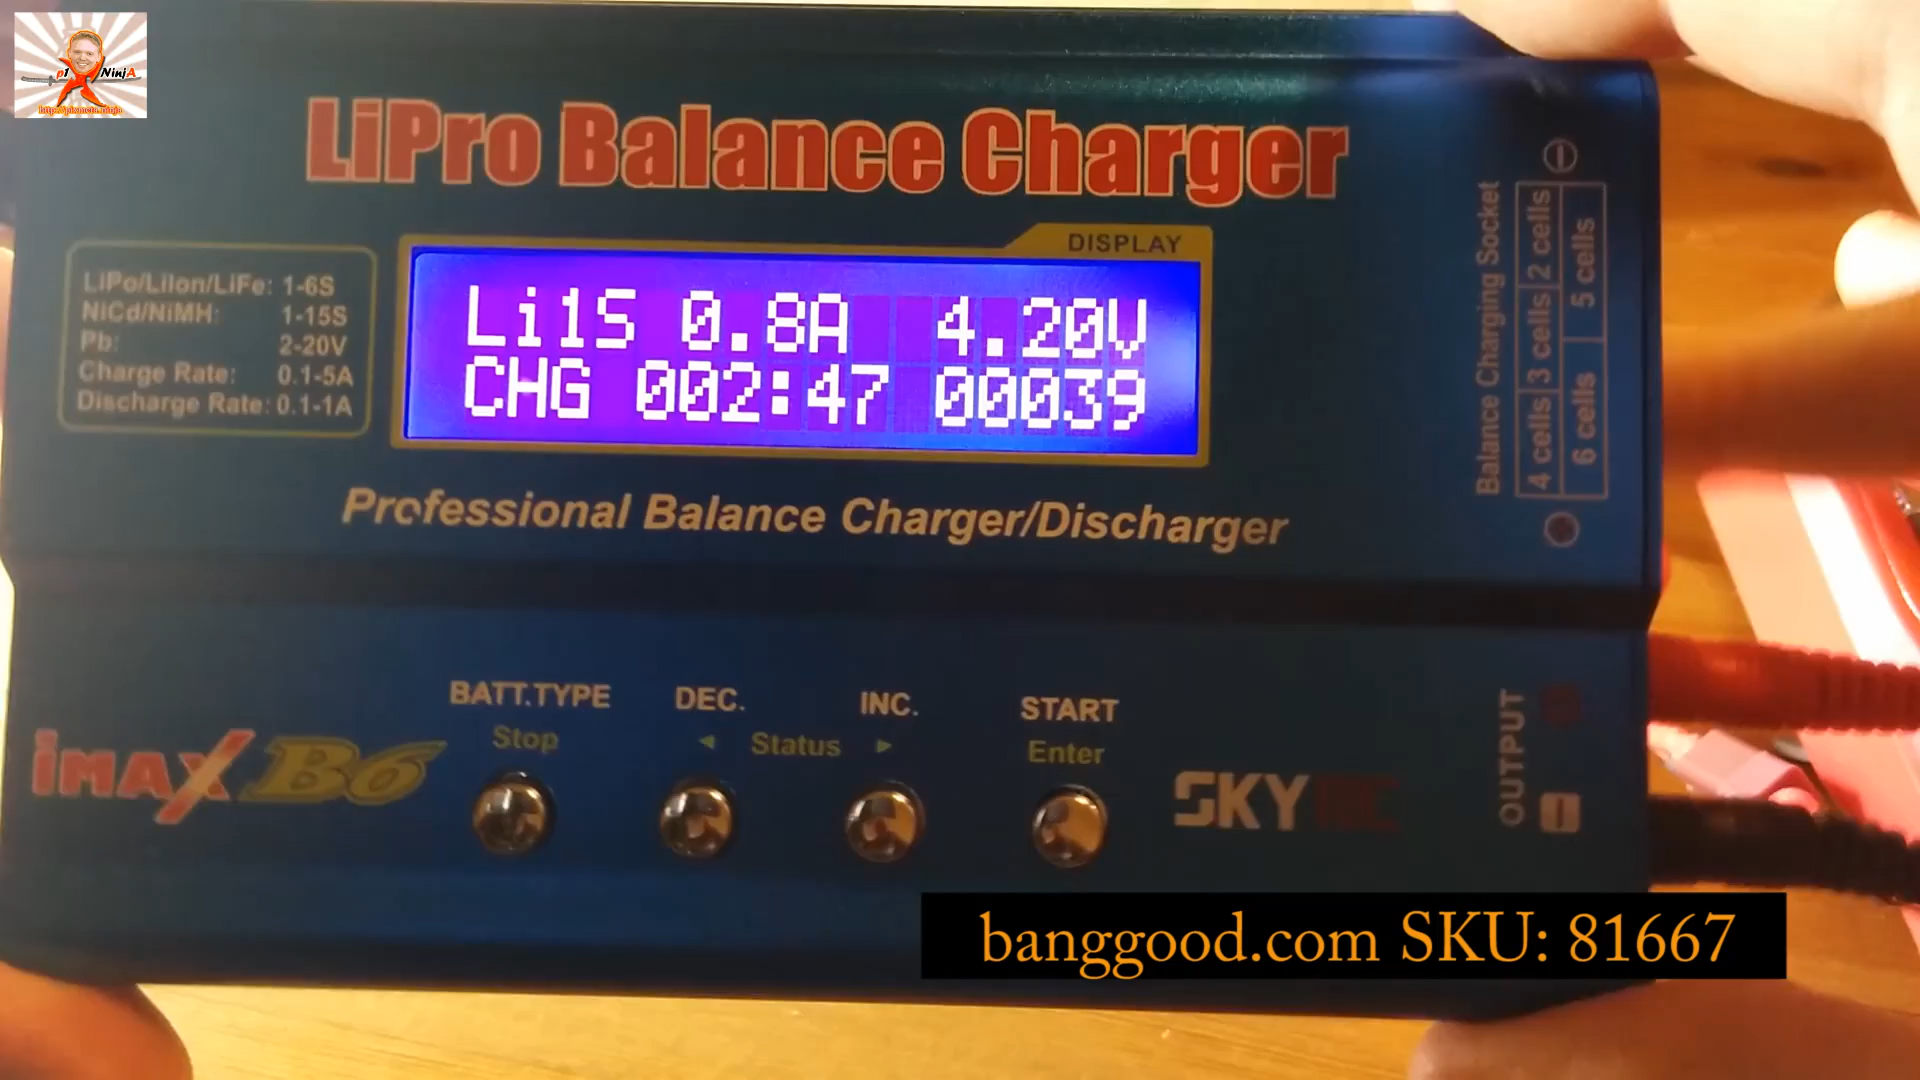 p1 NinjA
LiPro Balance Charger
DISPLAY
LiPo/LiIon/LiFe: 1-6S
NiCd/NiMH: 1-15S
Pb: 2-20V
Charge Rate: 0.1-5A
Discharge Rate: 0.1-1A
Li1S 0.8A 4.20V
CHG 002:47 00039
Professional Balance Charger/Discharger
Balance Charging Socket
4 cells 3 cells 2 cells
6 cells 5 cells
BATT.TYPE DEC. INC. START
Stop ◄ Status ► Enter
iMAX B6
SKYRC
OUTPUT
banggood.com SKU: 81667